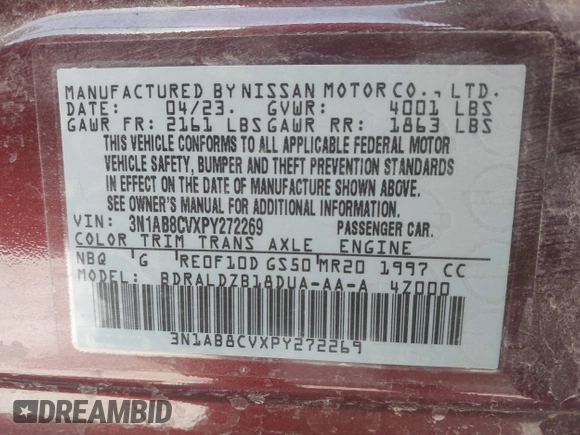 MANUFACTURED BY NISSAN MOTOR CO., LTD.
DATE: 04/23. GVWR: 4001 LBS
GAWR FR: 2161 LBS GAWR RR: 1863 LBS
THIS VEHICLE CONFORMS TO ALL APPLICABLE FEDERAL MOTOR
VEHICLE SAFETY, BUMPER AND THEFT PREVENTION STANDARDS
IN EFFECT ON THE DATE OF MANUFACTURE SHOWN ABOVE.
SEE OWNER'S MANUAL FOR ADDITIONAL INFORMATION.
VIN: 3N1AB8CVXPY272269 PASSENGER CAR.
COLOR TRIM TRANS AXLE ENGINE
NBQ G RE0F10D GS50 MR20 1997 CC
MODEL: BDRALDZB18DUA-AA-A 4Z000
3N1AB8CVXPY272269
DREAMBID